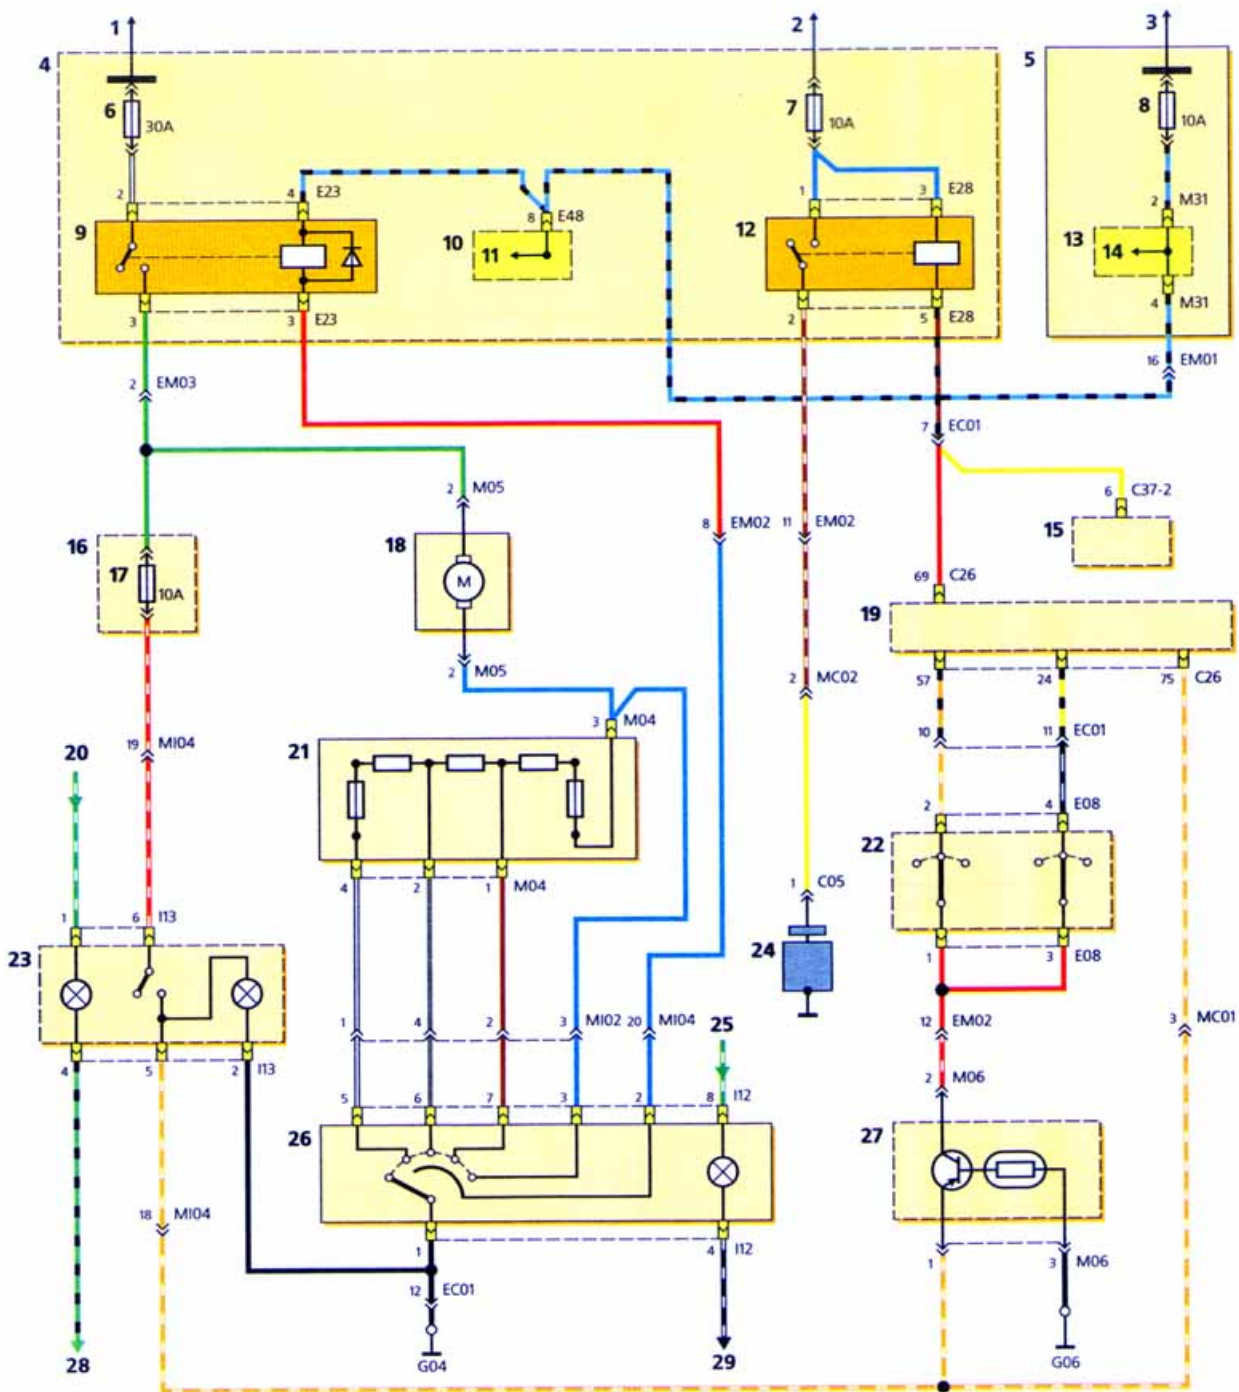 1 2 3
4 5
6 30A 7 10A 8 10A
2 4 E23 1 3 E28 2 M31
8 E48
9 10 11 12 13 14
3 3 E23 2 5 E28 4 M31
16 EM01
2 EM03
7 EC01
2 M05 6 C37-2
8 EM02 11 EM02
15
16 17 10A 18 M
69 C26
19
2 M05 2 MC02 57 24 75 C26
3 M04
20 19 MI04 10 11 EC01
21
2 4 E08
22
4 2 1 M04 1 C05
1 6 I13
23 24 1 3 E08
1 4 2 3 MI02 20 MI04 25 12 EM02 3 MC01
4 5 2 I13
2 M06
5 6 7 3 2 8 I12
26 27
18 MI04
1 4 I12 1 3 M06
12 EC01
28 G04 29 G06